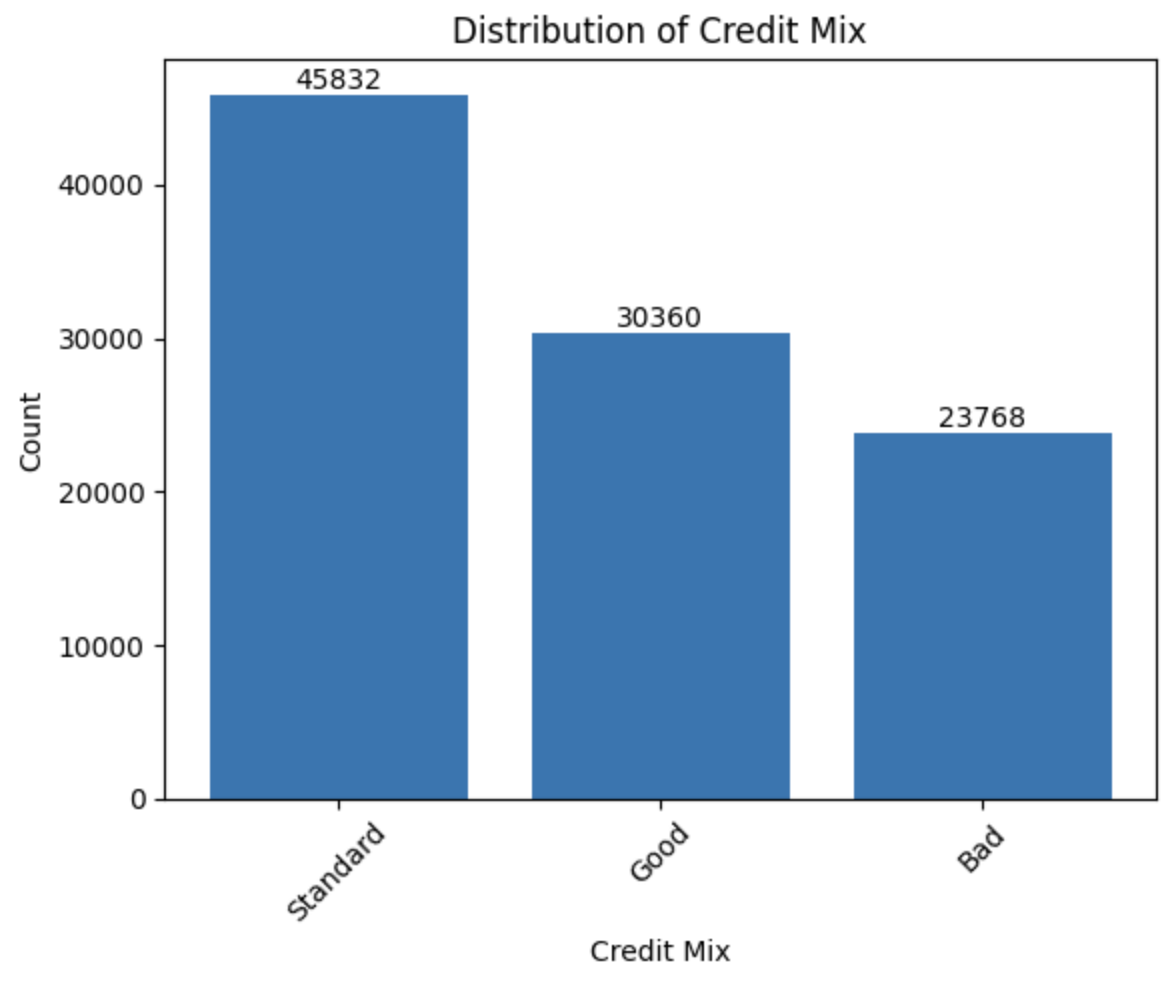 Distribution of Credit Mix
45832
40000
30360
30000
23768
Count
20000
10000
0
Standard
Good
Bad
Credit Mix